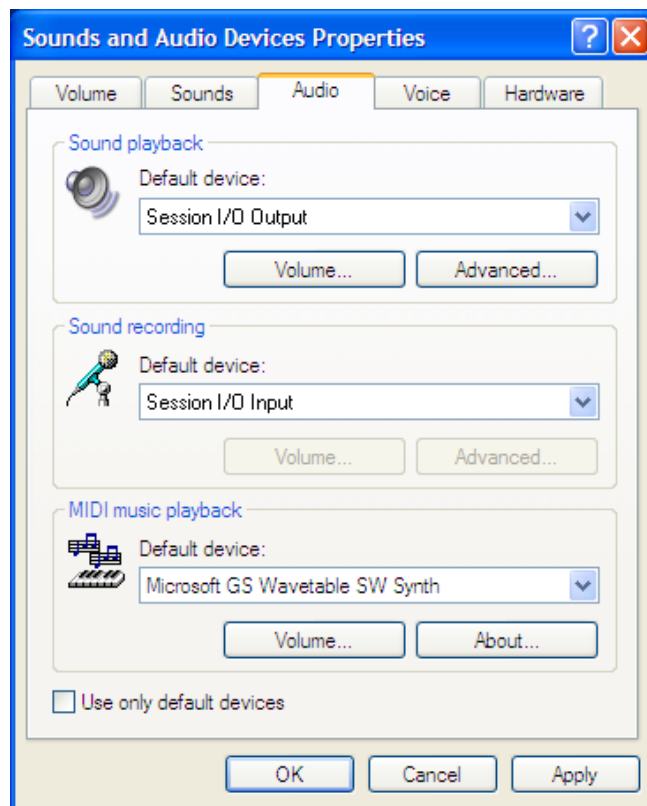 Sounds and Audio Devices Properties
Volume Sounds Audio Voice Hardware
Sound playback
Default device:
Session I/O Output
Volume... Advanced...
Sound recording
Default device:
Session I/O Input
Volume... Advanced...
MIDI music playback
Default device:
Microsoft GS Wavetable SW Synth
Volume... About...
Use only default devices
OK Cancel Apply